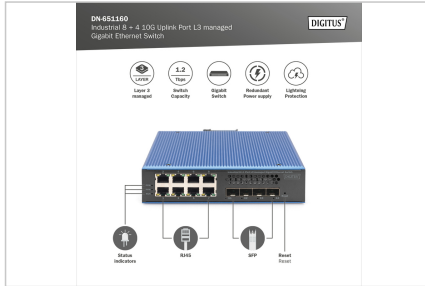 DN-651160
Industrial 8 + 4 10G Uplink Port L3 managed
Gigabit Ethernet Switch
DIGITUS®
3
LAYER
1.2
Tbps
Layer 3
managed
Switch
Capacity
Gigabit
Switch
Redundant
Power supply
Lightning
Protection
Status
Indicators
RJ45
SFP
Reset
Reset